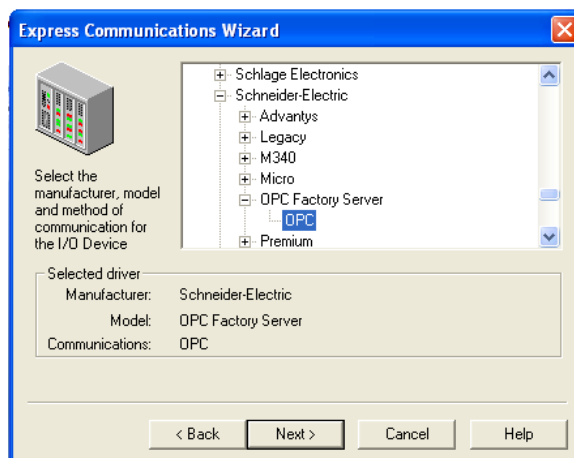 Express Communications Wizard
Select the
manufacturer, model
and method of
communication for
the I/O Device
Schlage Electronics
Schneider-Electric
Advantys
Legacy
M340
Micro
OPC Factory Server
OPC
Premium
Selected driver
Manufacturer: Schneider-Electric
Model: OPC Factory Server
Communications: OPC
< Back Next > Cancel Help